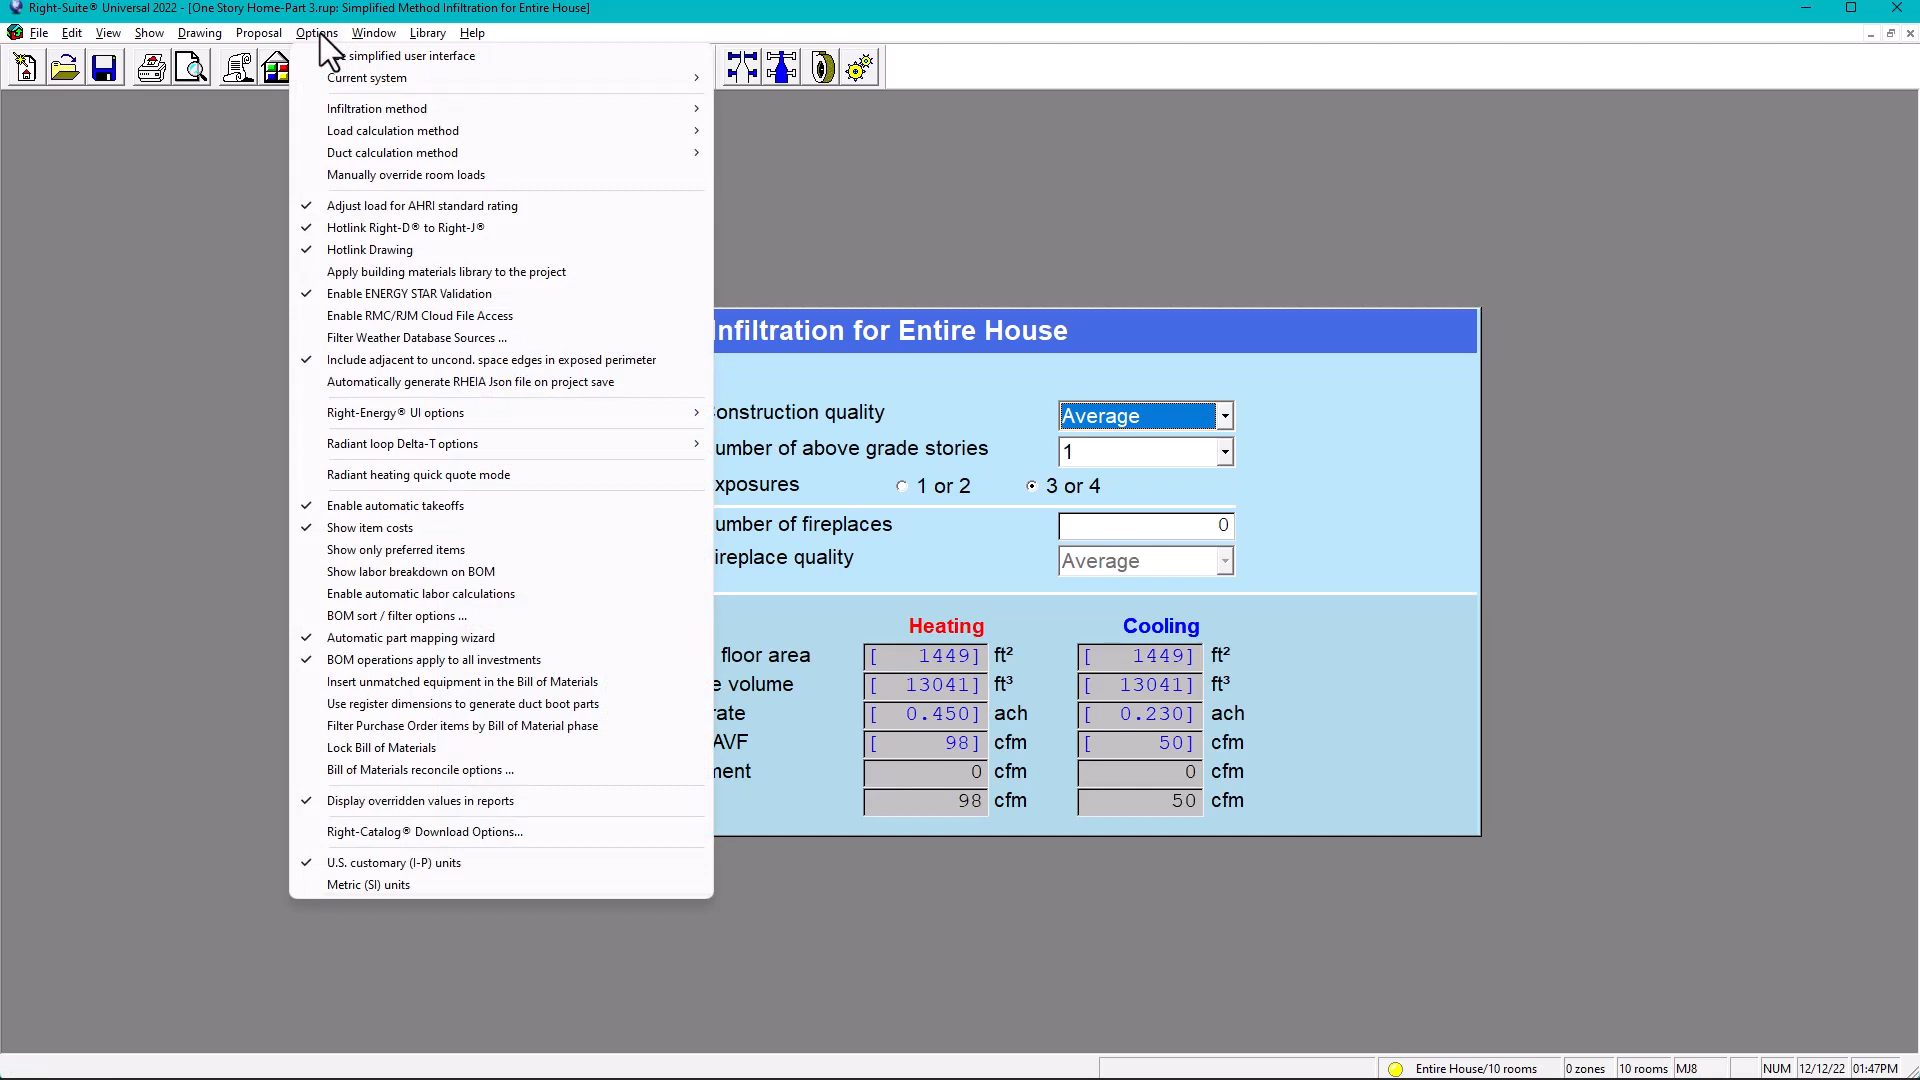 Right-Suite® Universal 2022 - [One Story Home-Part 3.rup: Simplified Method Infiltration for Entire House]
File Edit View Show Drawing Proposal Options Window Library Help
simplified user interface
Current system
Infiltration method
Load calculation method
Duct calculation method
Manually override room loads
Adjust load for AHRI standard rating
Hotlink Right-D® to Right-J®
Hotlink Drawing
Apply building materials library to the project
Enable ENERGY STAR Validation
Enable RMC/RJM Cloud File Access
Filter Weather Database Sources ...
Include adjacent to uncond. space edges in exposed perimeter
Automatically generate RHEIA Json file on project save
Right-Energy® UI options
Radiant loop Delta-T options
Radiant heating quick quote mode
Enable automatic takeoffs
Show item costs
Show only preferred items
Show labor breakdown on BOM
Enable automatic labor calculations
BOM sort / filter options ...
Automatic part mapping wizard
BOM operations apply to all investments
Insert unmatched equipment in the Bill of Materials
Use register dimensions to generate duct boot parts
Filter Purchase Order items by Bill of Material phase
Lock Bill of Materials
Bill of Materials reconcile options ...
Display overridden values in reports
Right-Catalog® Download Options...
U.S. customary (I-P) units
Metric (SI) units
Infiltration for Entire House
onstruction quality Average
umber of above grade stories 1
xposures 1 or 2 3 or 4
umber of fireplaces 0
ireplace quality Average
Heating Cooling
floor area [ 1449] ft² [ 1449] ft²
e volume [ 13041] ft³ [ 13041] ft³
rate [ 0.450] ach [ 0.230] ach
AVF [ 98] cfm [ 50] cfm
ment 0 cfm 0 cfm
98 cfm 50 cfm
Entire House/10 rooms 0 zones 10 rooms MJ8 NUM 12/12/22 01:47PM